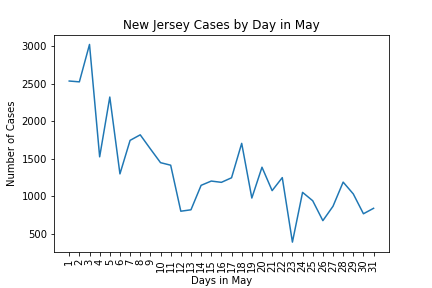 New Jersey Cases by Day in May
Number of Cases
3000
2500
2000
1500
1000
500
1 2 3 4 5 6 7 8 9 10 11 12 13 14 15 16 17 18 19 20 21 22 23 24 25 26 27 28 29 30 31
Days in May